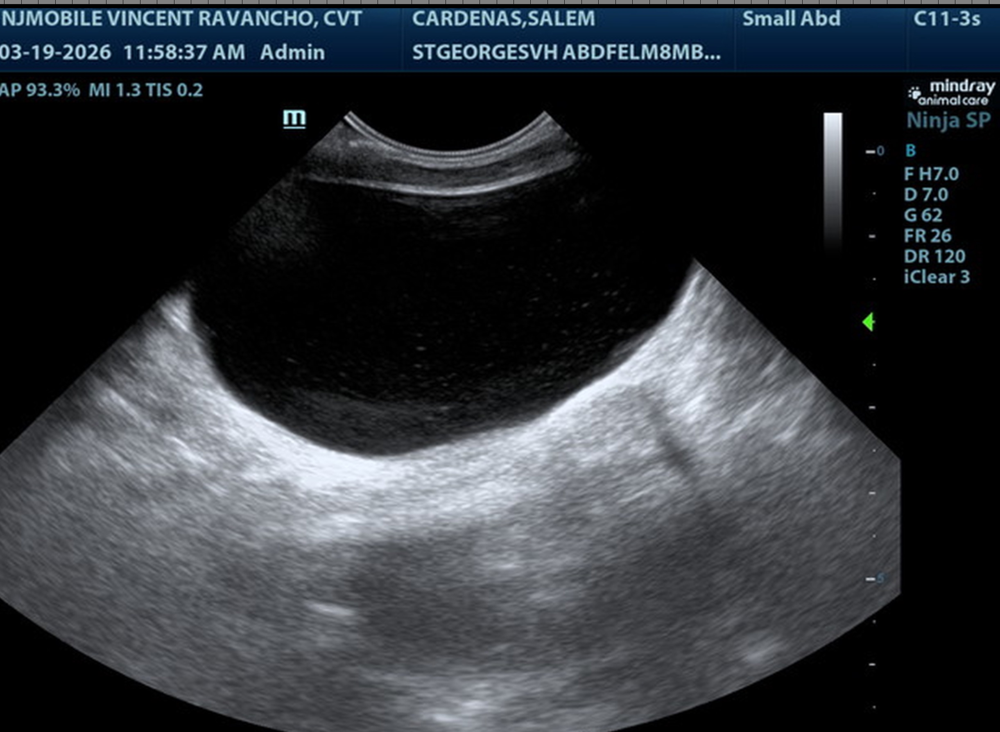 NJMOBILE VINCENT RAVANCHO, CVT
CARDENAS,SALEM
Small Abd
C11-3s
03-19-2026 11:58:37 AM Admin
STGEORGESVH ABDFELM8MB...
AP 93.3% MI 1.3 TIS 0.2
m
mindray
animal care
Ninja SP
0
B
F H7.0
D 7.0
G 62
FR 26
DR 120
iClear 3
5